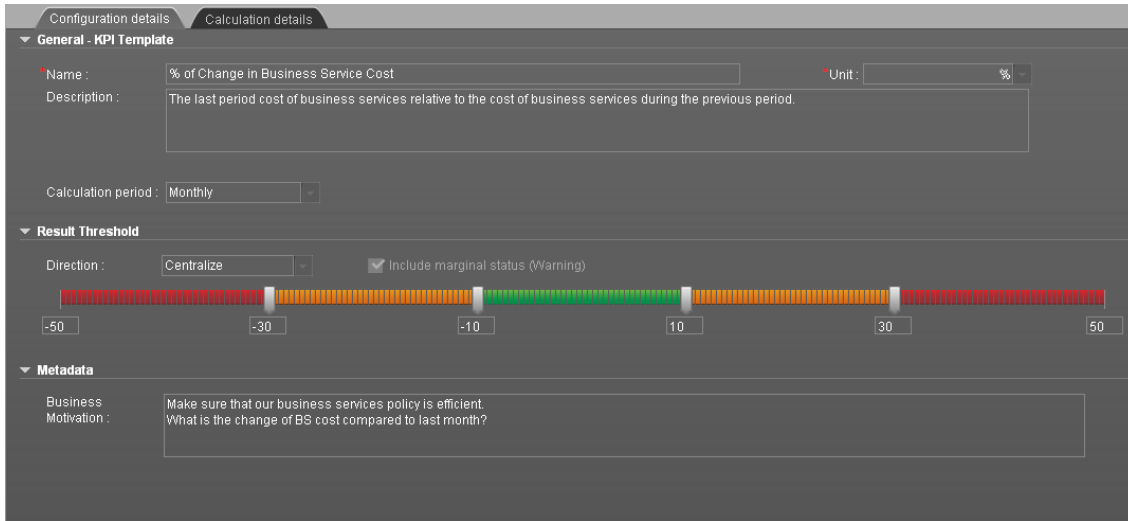 Configuration details Calculation details
General - KPI Template
*Name : % of Change in Business Service Cost *Unit : %
Description : The last period cost of business services relative to the cost of business services during the previous period.
Calculation period : Monthly
Result Threshold
Direction : Centralize Include marginal status (Warning)
-50 -30 -10 10 30 50
Metadata
Business Motivation : Make sure that our business services policy is efficient.
What is the change of BS cost compared to last month?